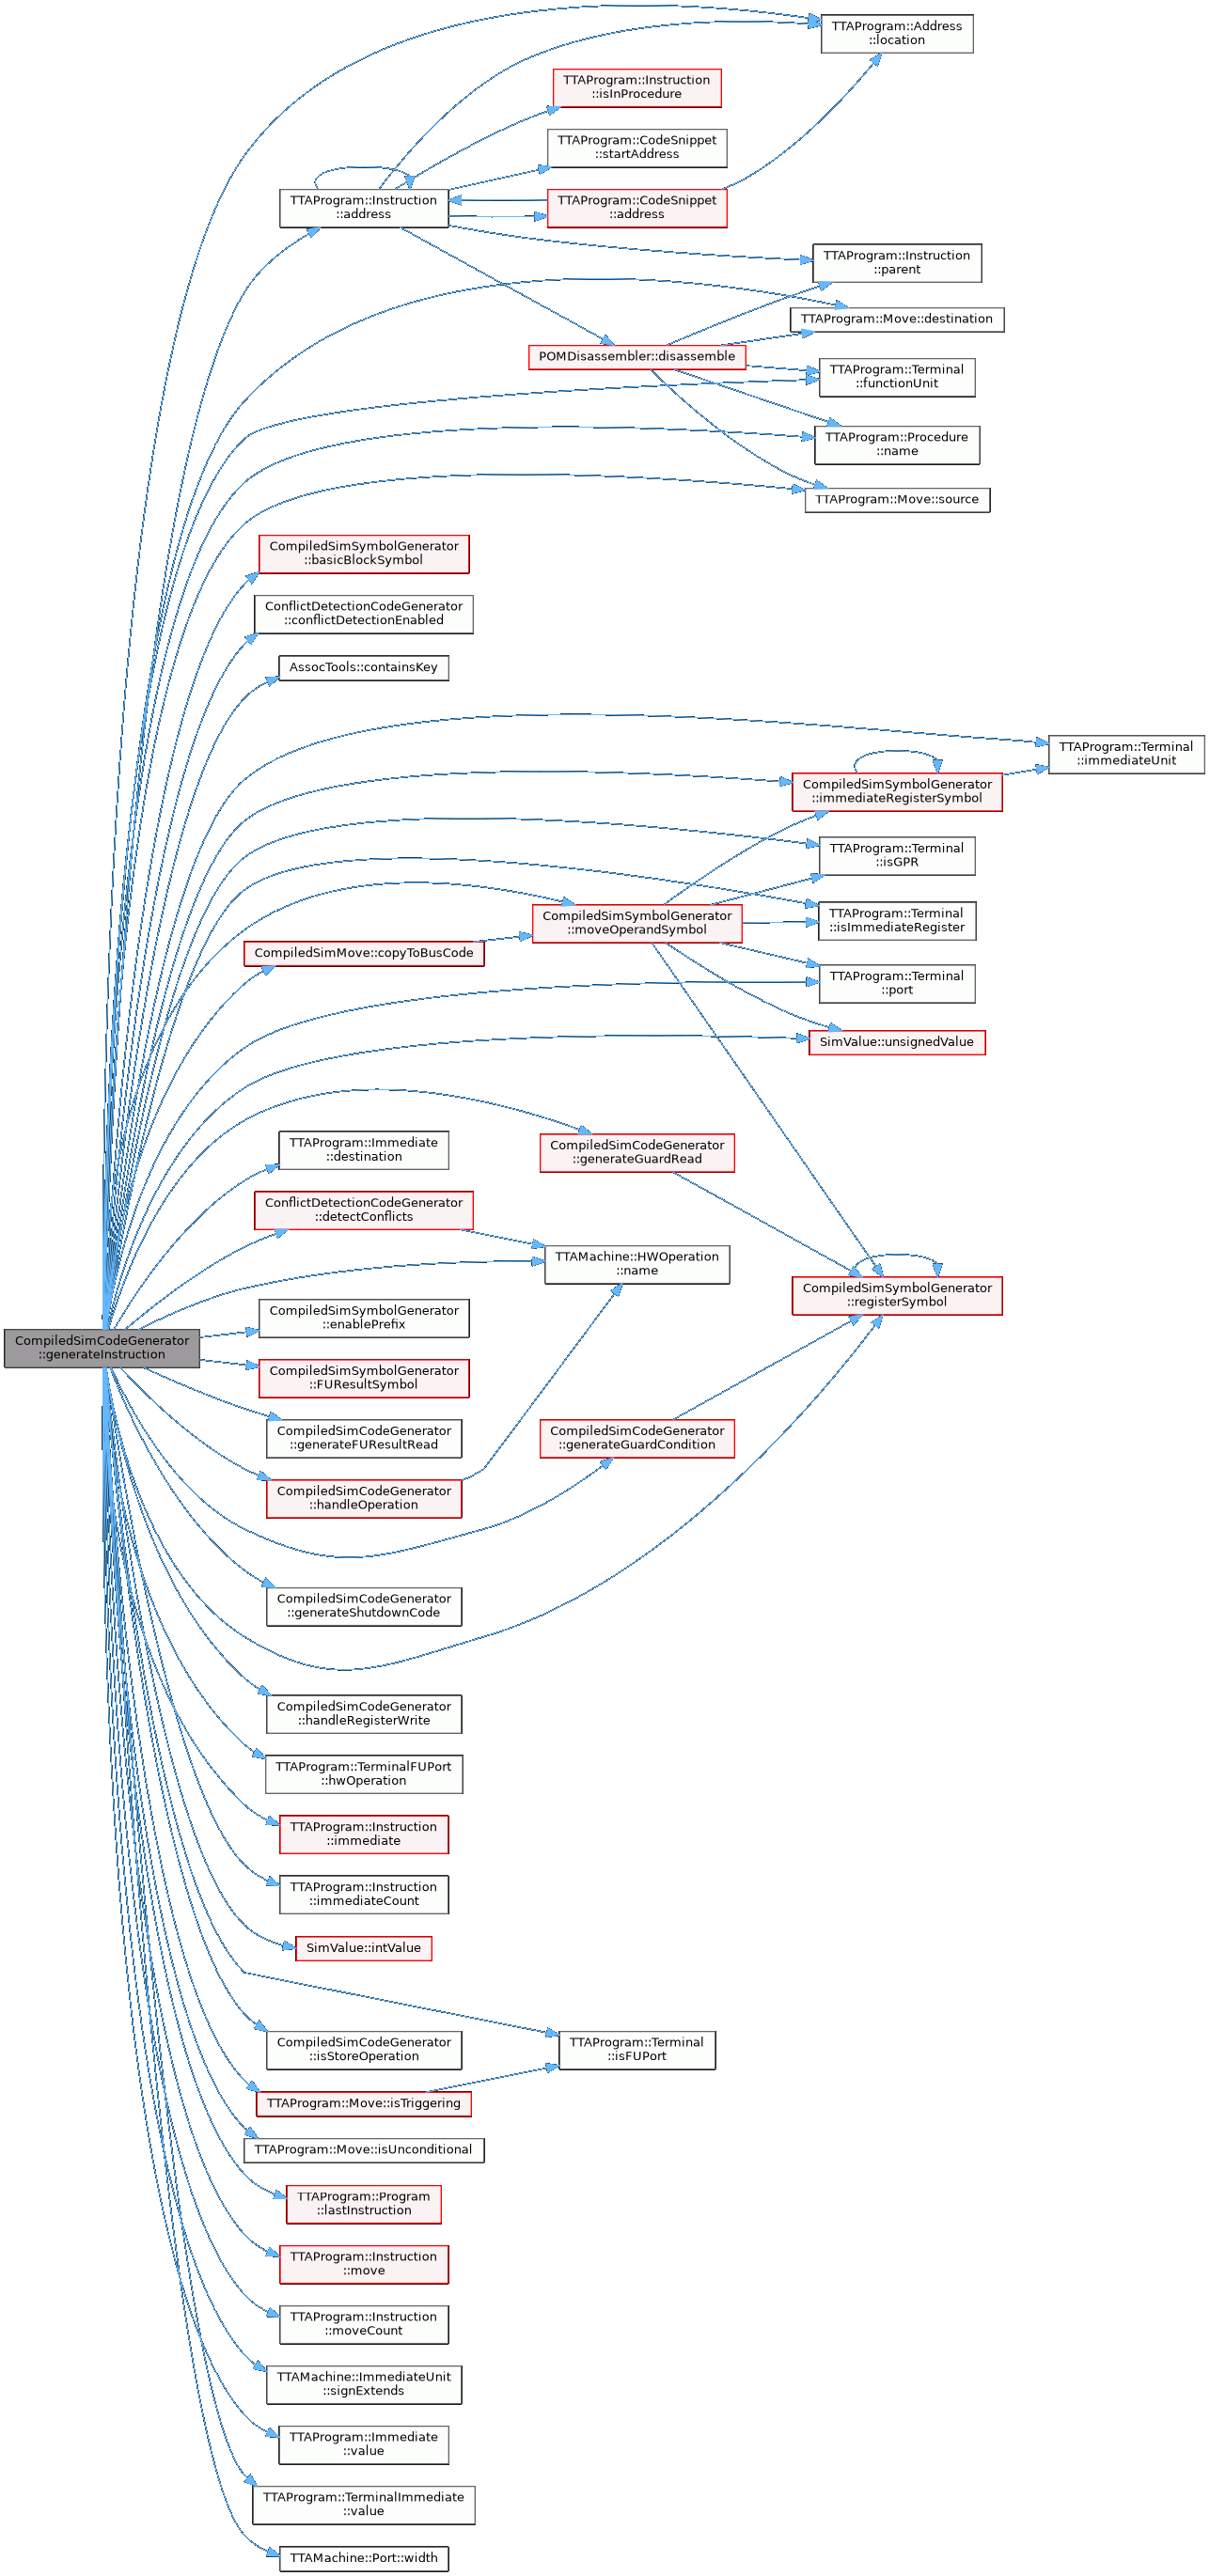 TTAProgram::Address
::location
TTAProgram::Instruction
::isInProcedure
TTAProgram::CodeSnippet
::startAddress
TTAProgram::Instruction
::address
TTAProgram::CodeSnippet
::address
TTAProgram::Instruction
::parent
TTAProgram::Move::destination
POMDisassembler::disassemble
TTAProgram::Terminal
::functionUnit
TTAProgram::Procedure
::name
TTAProgram::Move::source
CompiledSimSymbolGenerator
::basicBlockSymbol
ConflictDetectionCodeGenerator
::conflictDetectionEnabled
AssocTools::containsKey
TTAProgram::Terminal
::immediateUnit
CompiledSimSymbolGenerator
::immediateRegisterSymbol
TTAProgram::Terminal
::isGPR
CompiledSimSymbolGenerator
::moveOperandSymbol
TTAProgram::Terminal
::isImmediateRegister
CompiledSimMove::copyToBusCode
TTAProgram::Terminal
::port
SimValue::unsignedValue
TTAProgram::Immediate
::destination
CompiledSimCodeGenerator
::generateGuardRead
ConflictDetectionCodeGenerator
::detectConflicts
TTAMachine::HWOperation
::name
CompiledSimSymbolGenerator
::registerSymbol
CompiledSimSymbolGenerator
::enablePrefix
CompiledSimCodeGenerator
::generateInstruction
CompiledSimSymbolGenerator
::FUResultSymbol
CompiledSimCodeGenerator
::generateFUResultRead
CompiledSimCodeGenerator
::generateGuardCondition
CompiledSimCodeGenerator
::handleOperation
CompiledSimCodeGenerator
::generateShutdownCode
CompiledSimCodeGenerator
::handleRegisterWrite
TTAProgram::TerminalFUPort
::hwOperation
TTAProgram::Instruction
::immediate
TTAProgram::Instruction
::immediateCount
SimValue::intValue
CompiledSimCodeGenerator
::isStoreOperation
TTAProgram::Terminal
::isFUPort
TTAProgram::Move::isTriggering
TTAProgram::Move::isUnconditional
TTAProgram::Program
::lastInstruction
TTAProgram::Instruction
::move
TTAProgram::Instruction
::moveCount
TTAMachine::ImmediateUnit
::signExtends
TTAProgram::Immediate
::value
TTAProgram::TerminalImmediate
::value
TTAMachine::Port::width